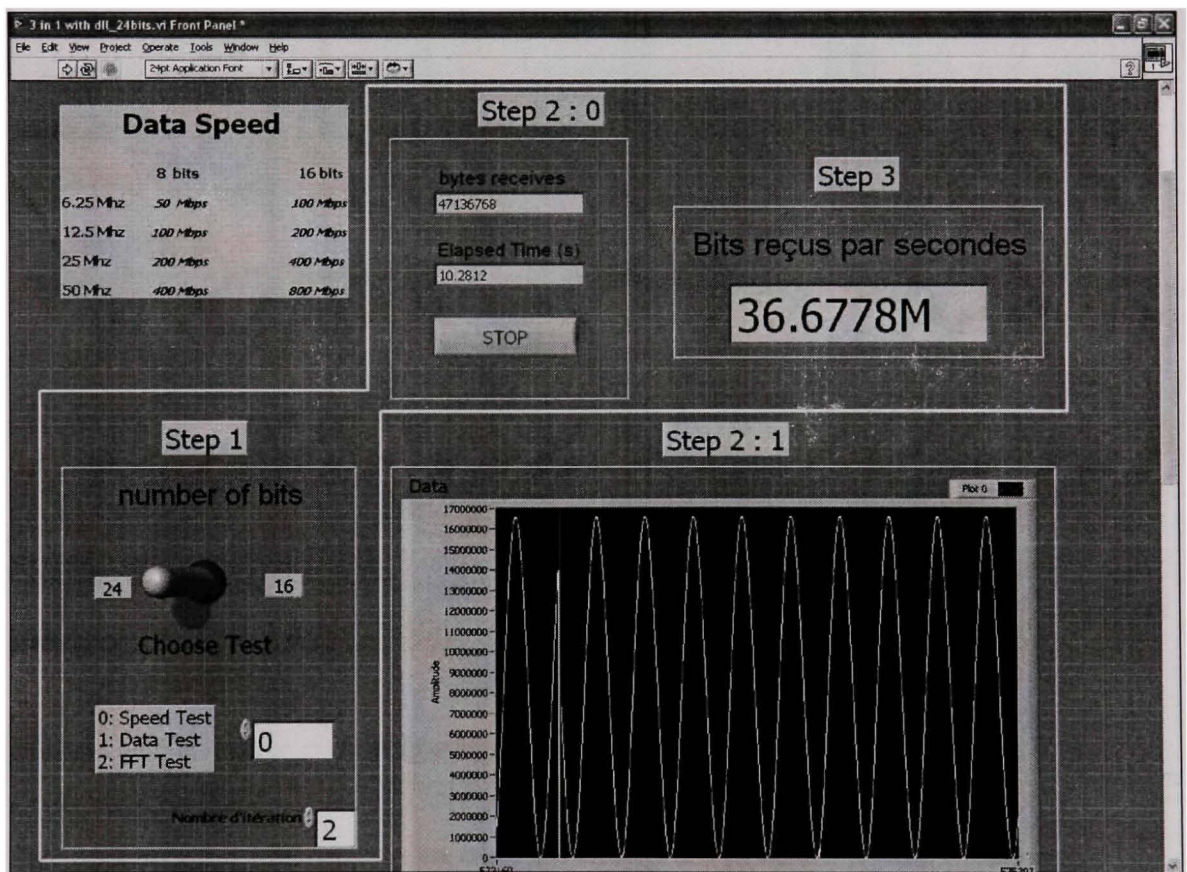 3 in 1 with dll_24bits.vi Front Panel *
File Edit View Project Operate Tools Window Help
24pt Application Font
1
Data Speed
8 bits 16 bits
6.25 Mhz 50 Mbps 100 Mbps
12.5 Mhz 100 Mbps 200 Mbps
25 Mhz 200 Mbps 400 Mbps
50 Mhz 400 Mbps 800 Mbps
Step 2 : 0
bytes receives
47136768
Elapsed Time (s)
10.2812
STOP
Step 3
Bits reçus par secondes
36.6778M
Step 1
number of bits
24
16
Choose Test
0: Speed Test
1: Data Test
2: FFT Test
0
Nombre d'itération
2
Step 2 : 1
Data
Plot 0
17000000
16000000
15000000
14000000
13000000
12000000
11000000
10000000
9000000
8000000
7000000
6000000
5000000
4000000
3000000
2000000
1000000
0
Amplitude